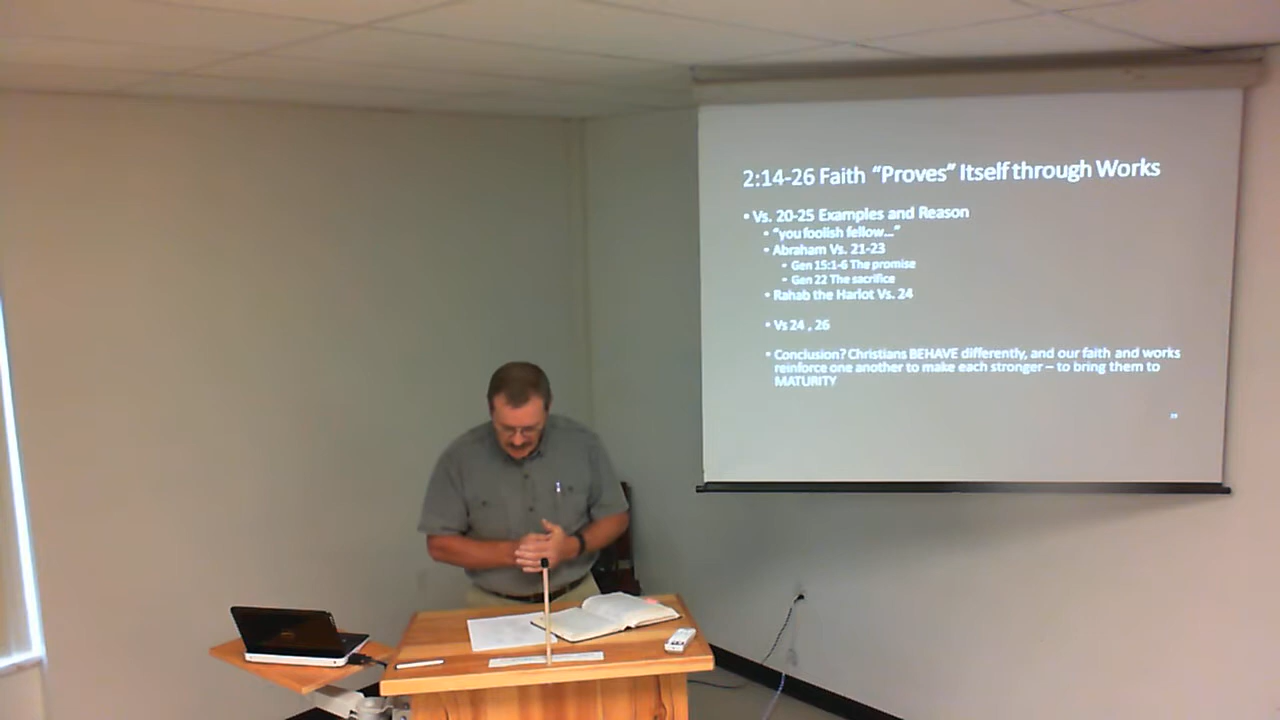 2:14-26 Faith “Proves” Itself through Works
• Vs. 20-25 Examples and Reason
• “you foolish fellow...”
• Abraham Vs. 21-23
• Gen 15:1-6 The promise
• Gen 22 The sacrifice
• Rahab the Harlot Vs. 24
• Vs 24 , 26
• Conclusion? Christians BEHAVE differently, and our faith and works
reinforce one another to make each stronger – to bring them to
MATURITY